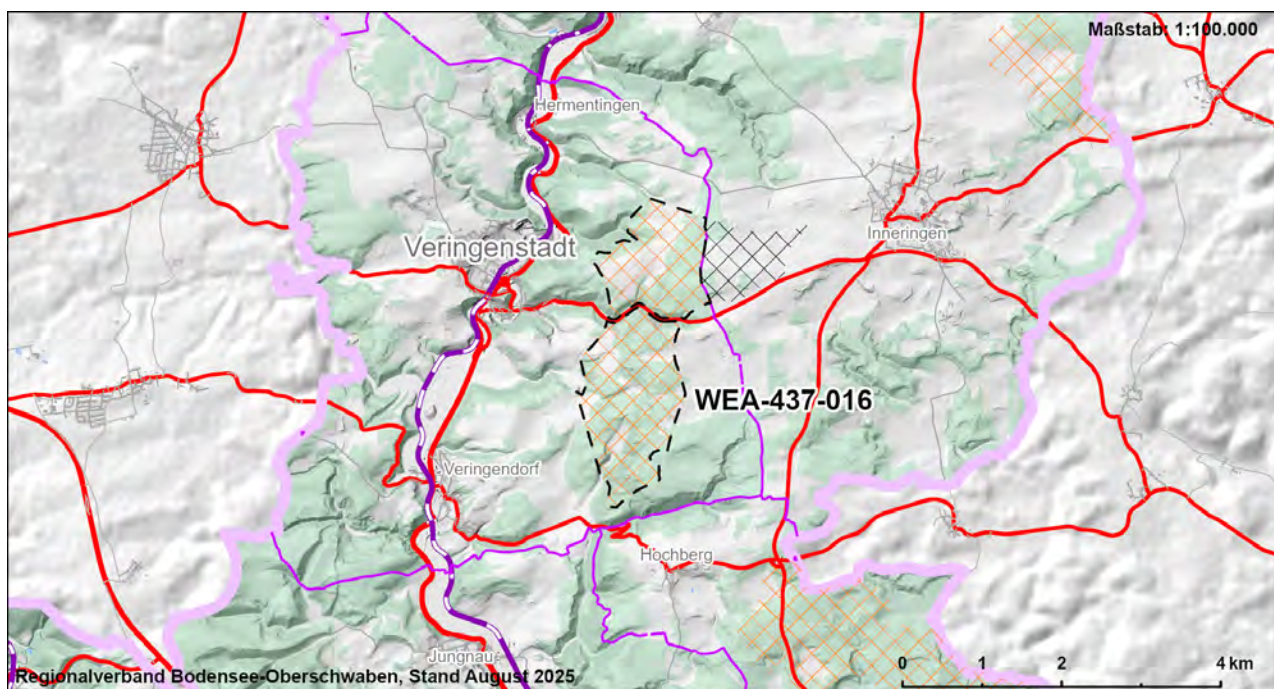 Maßstab: 1:100.000
Hermentingen
Veringenstadt
Inneringen
WEA-437-016
Veringendorf
Hochberg
Jungnau
0 1 2 4 km
Regionalverband Bodensee-Oberschwaben, Stand August 2025